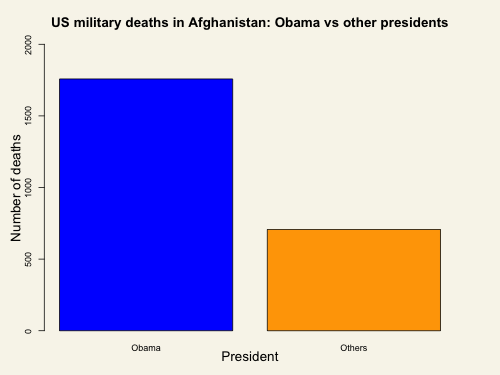 US military deaths in Afghanistan: Obama vs other presidents
Number of deaths
2000
1500
1000
500
0
Obama
Others
President